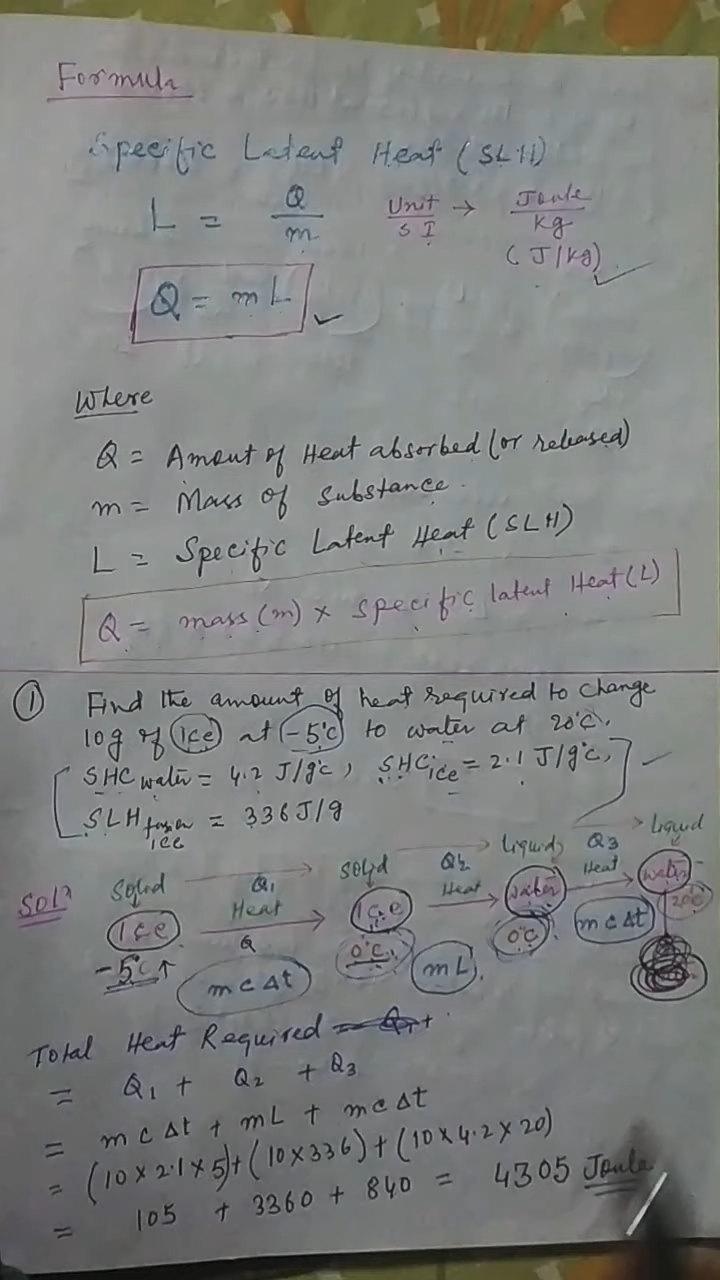 Formula
Specific Latent Heat (SLH)
L = Q/m Unit SI → Joule/kg
(J/kg)
Q = mL
Where
Q = Amout of Heat absorbed (or released)
m = Mass of Substance.
L = Specific Latent Heat (SLH)
Q = mass(m) × Specific latent Heat(L)
① Find the amount of heat required to change
10g of Ice at -5°C to water at 20°C.
[SHC water = 4.2 J/g°C, SHC ice = 2.1 J/g°C,
SLH fusion ice = 336J/g]
Solid Q₁ Solid Q₂ liquid Q₃ liquid
Solⁿ Ice Heat Ice Heat water Heat water
-5°C↑ Q 0°C 0°C 20°C
mcΔt mL mcΔt
Total Heat Required
= Q₁ + Q₂ + Q₃
= mcΔt + mL + mcΔt
= (10×2.1×5)+(10×336)+(10×4.2×20)
= 105 + 3360 + 840 = 4305 Joule